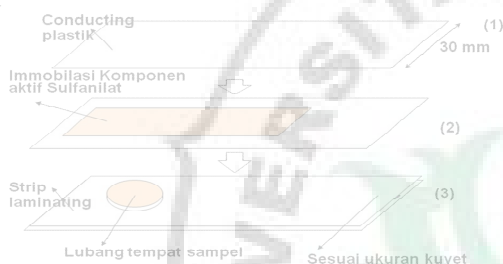 Conducting
plastik
(1)
30 mm
Immobilasi Komponen
aktif Sulfanilat
(2)
Strip
laminating
(3)
Lubang tempat sampel
Sesuai ukuran kuvet